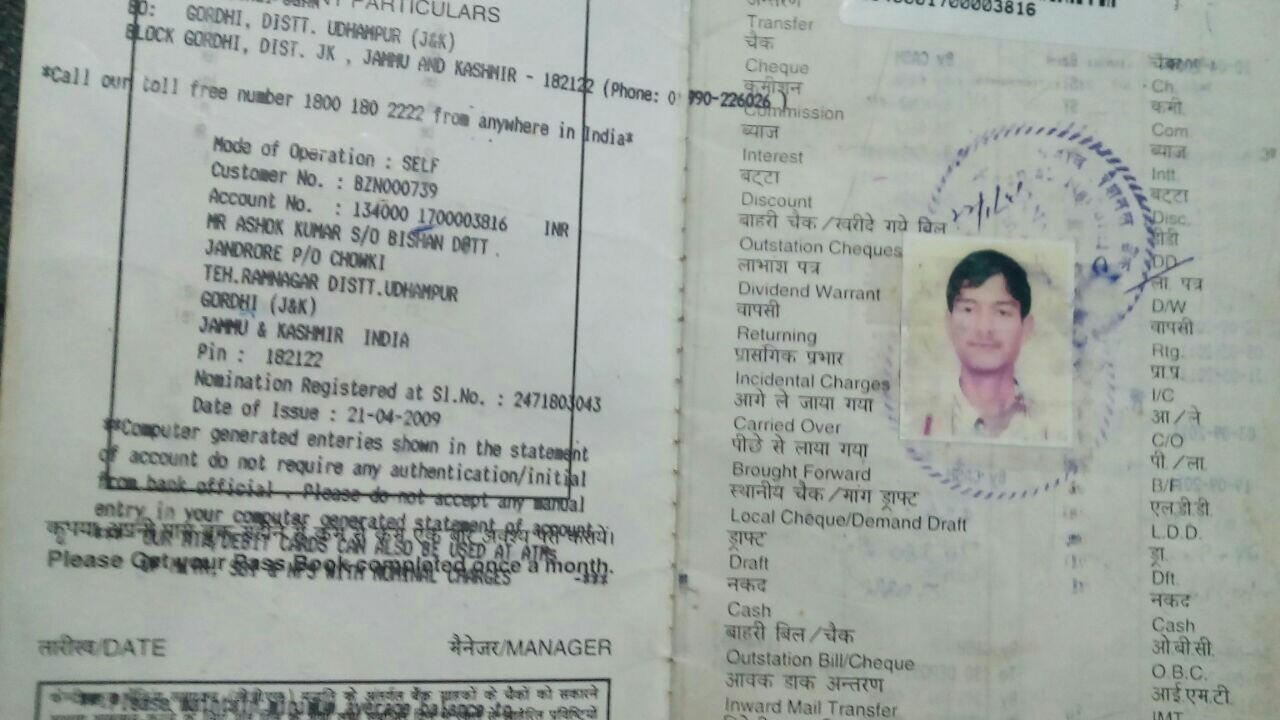 PARTICULARS
BO: GORDHI, DISTT. UDHAMPUR (J&K)
BLOCK GORDHI, DIST. JK , JAMMU AND KASHMIR - 182122 (Phone: 0 990-226026 )
*Call our toll free number 1800 180 2222 from anywhere in India*
Mode of Operation : SELF
Customer No. : BZN000739
Account No. : 134000 1700003816 INR
MR ASHOK KUMAR S/O BISHAN DATT.
JANDRORE P/O CHOWKI
TEH.RAMNAGAR DISTT.UDHAMPUR
GORDHI (J&K)
JAMMU & KASHMIR INDIA
Pin : 182122
Nomination Registered at Sl.No. : 2471803043
Date of Issue : 21-04-2009
**Computer generated enteries shown in the statement
of account do not require any authentication/initial
from bank official . Please do not accept any manual
entry in your computer generated statement of account.
OUR ATM/DEBIT CARDS CAN ALSO BE USED AT ATMs
Please Get your Pass Book completed once a month.
WITH NOMINAL CHARGES -***
तारीख/DATE मैनेजर/MANAGER
1700003816
अन्तरण
Transfer
चैक
Cheque Ch.
कमीशन कमी.
Commission Com.
ब्याज ब्याज
Interest Intt.
बट्टा बट्टा
Discount Disc.
बाहरी चैक/खरीदे गये बिल डीडी
Outstation Cheques DD
लाभांश पत्र ला. पत्र
Dividend Warrant D/W
वापसी वापसी
Returning Rtg.
प्रासंगिक प्रभार प्रा.प्र.
Incidental Charges I/C
आगे ले जाया गया आ/ले
Carried Over C/O
पीछे से लाया गया पी/ला.
Brought Forward B/F
स्थानीय चैक/मांग ड्राफ्ट एल.डी.डी.
Local Cheque/Demand Draft L.D.D.
ड्राफ्ट ड्रा.
Draft Dft.
नकद नकद
Cash Cash
बाहरी बिल/चैक ओ.बी.सी.
Outstation Bill/Cheque O.B.C.
आवक डाक अन्तरण आई.एम.टी.
Inward Mail Transfer IMT